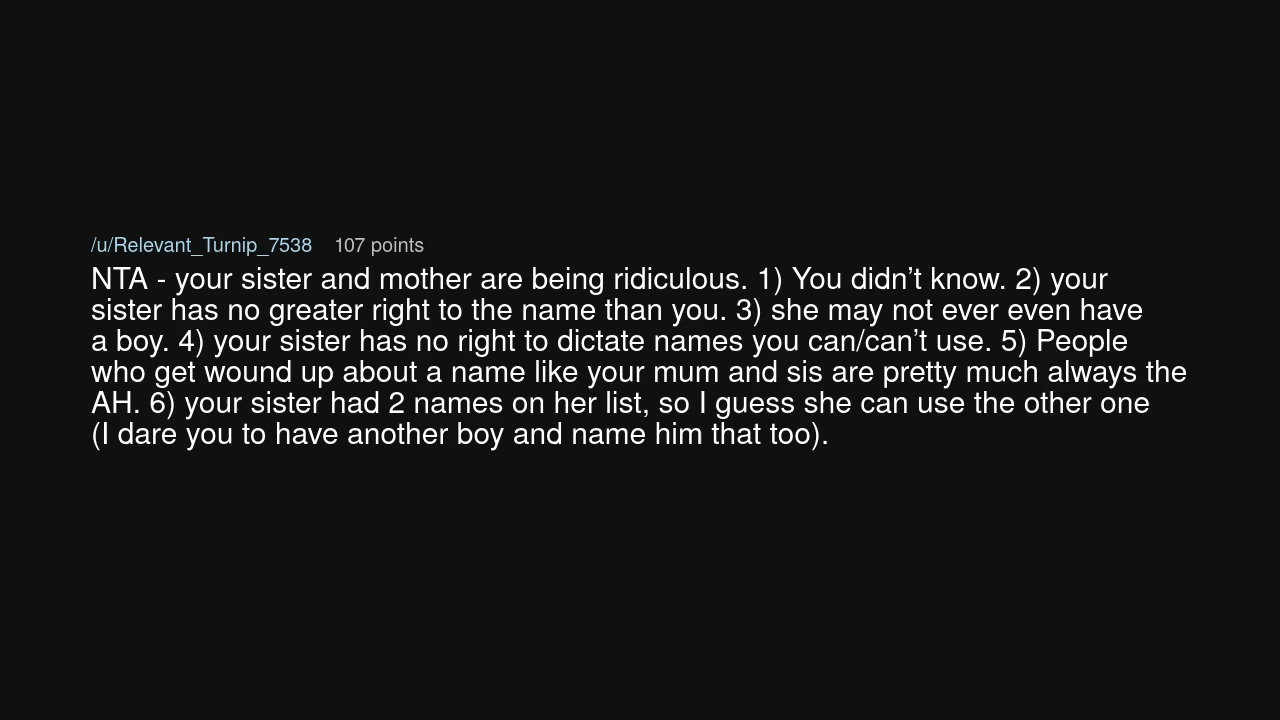 /u/Relevant_Turnip_7538 107 points
NTA - your sister and mother are being ridiculous. 1) You didn’t know. 2) your
sister has no greater right to the name than you. 3) she may not ever even have
a boy. 4) your sister has no right to dictate names you can/can’t use. 5) People
who get wound up about a name like your mum and sis are pretty much always the
AH. 6) your sister had 2 names on her list, so I guess she can use the other one
(I dare you to have another boy and name him that too).